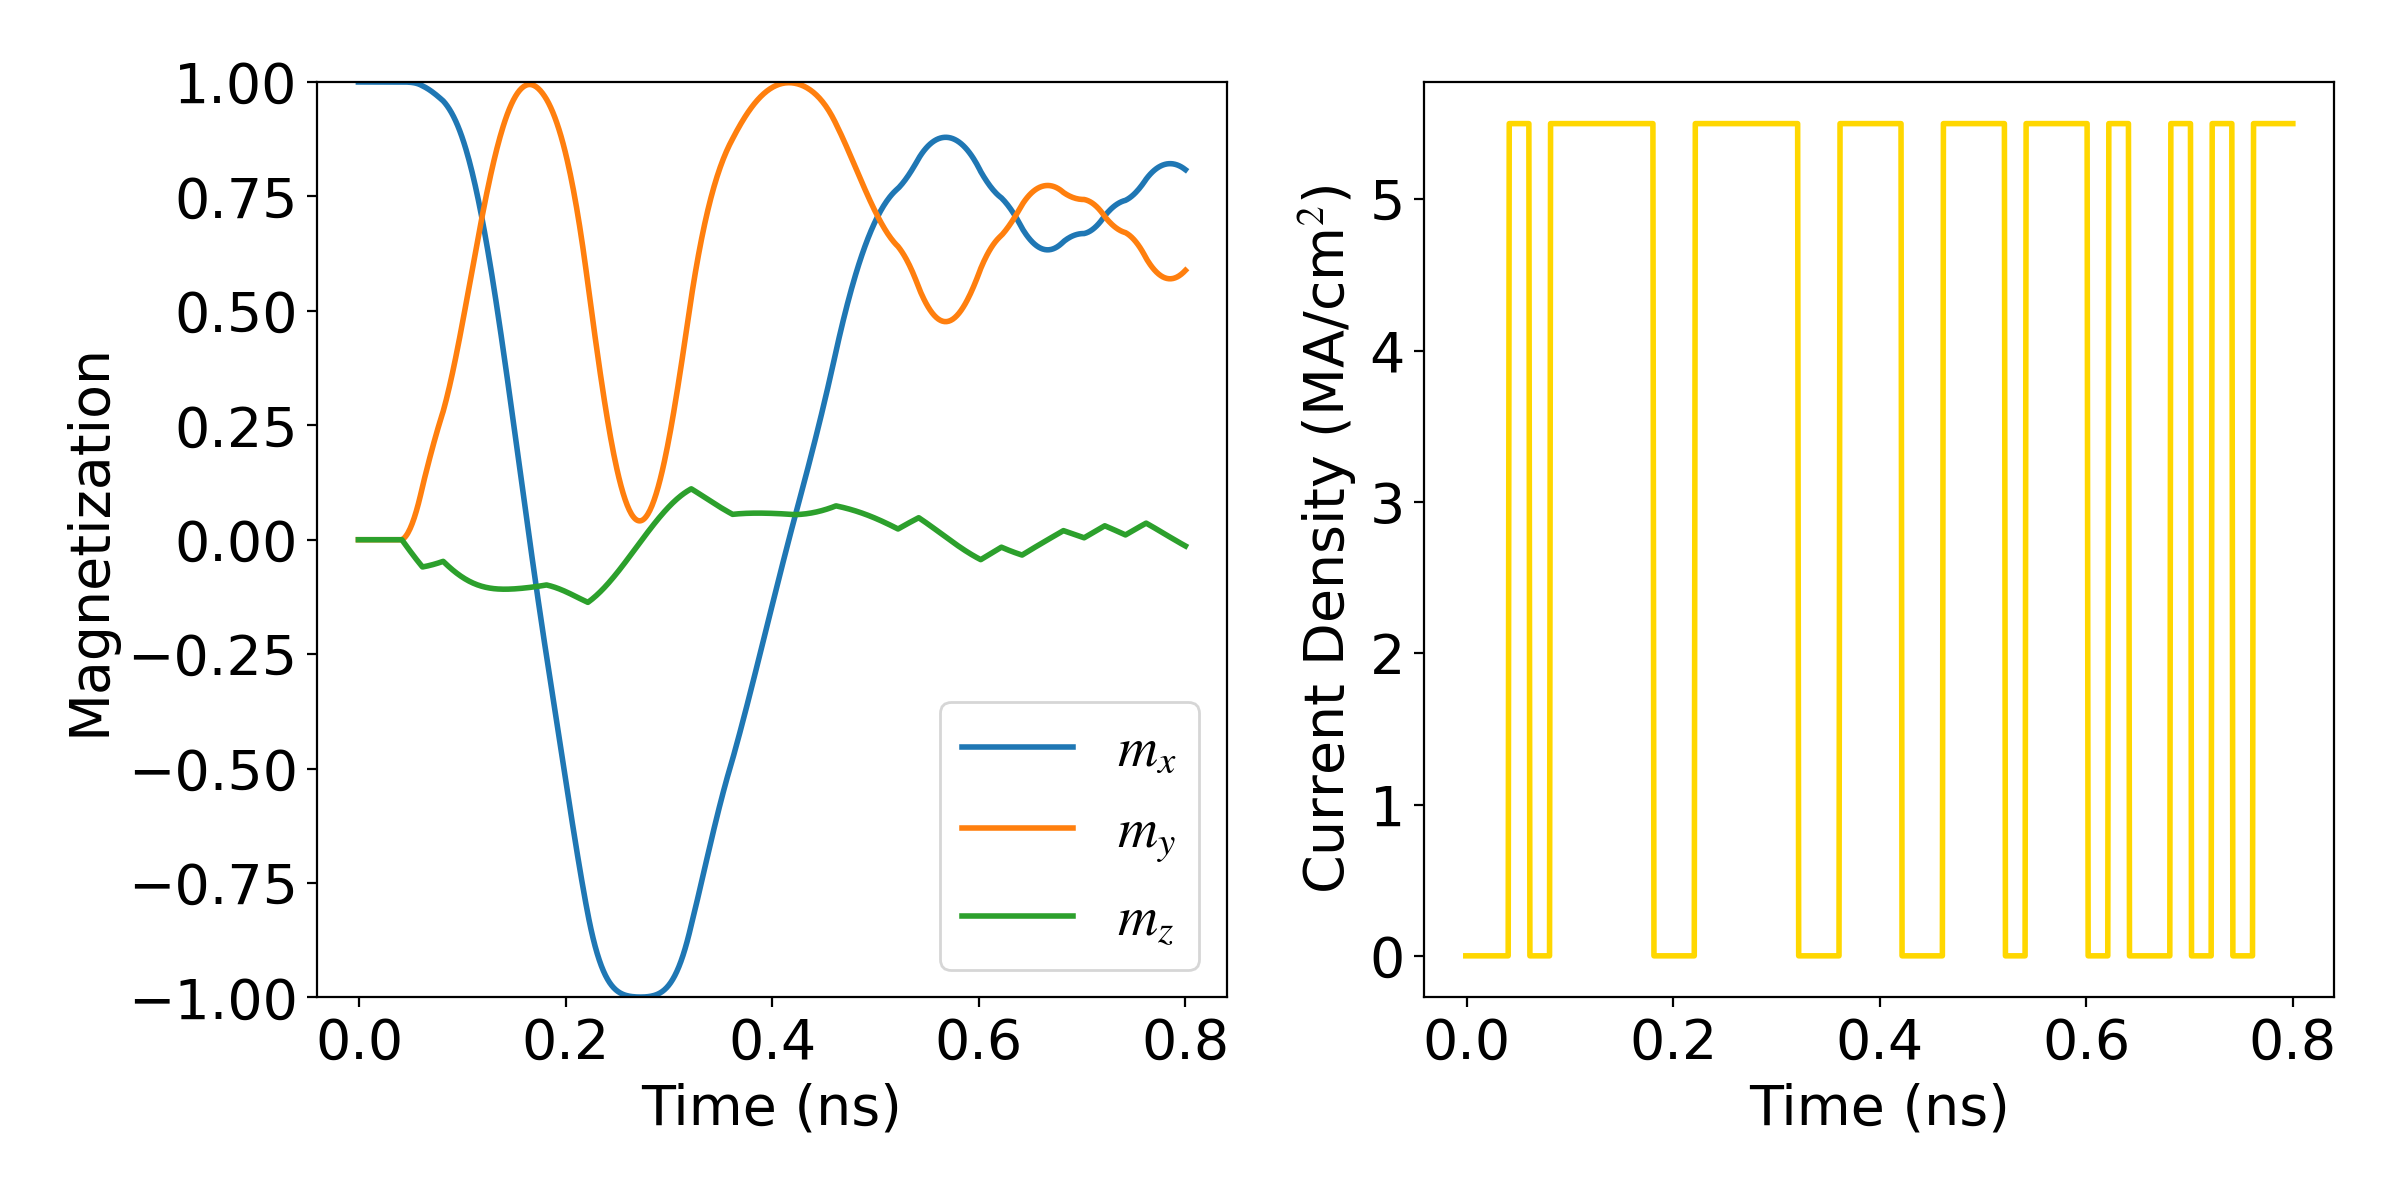 1.00
0.75
0.50
0.25
0.00
−0.25
−0.50
−0.75
−1.00
Magnetization
0.0 0.2 0.4 0.6 0.8
Time (ns)
m_x
m_y
m_z
5
4
3
2
1
0
Current Density (MA/cm²)
0.0 0.2 0.4 0.6 0.8
Time (ns)